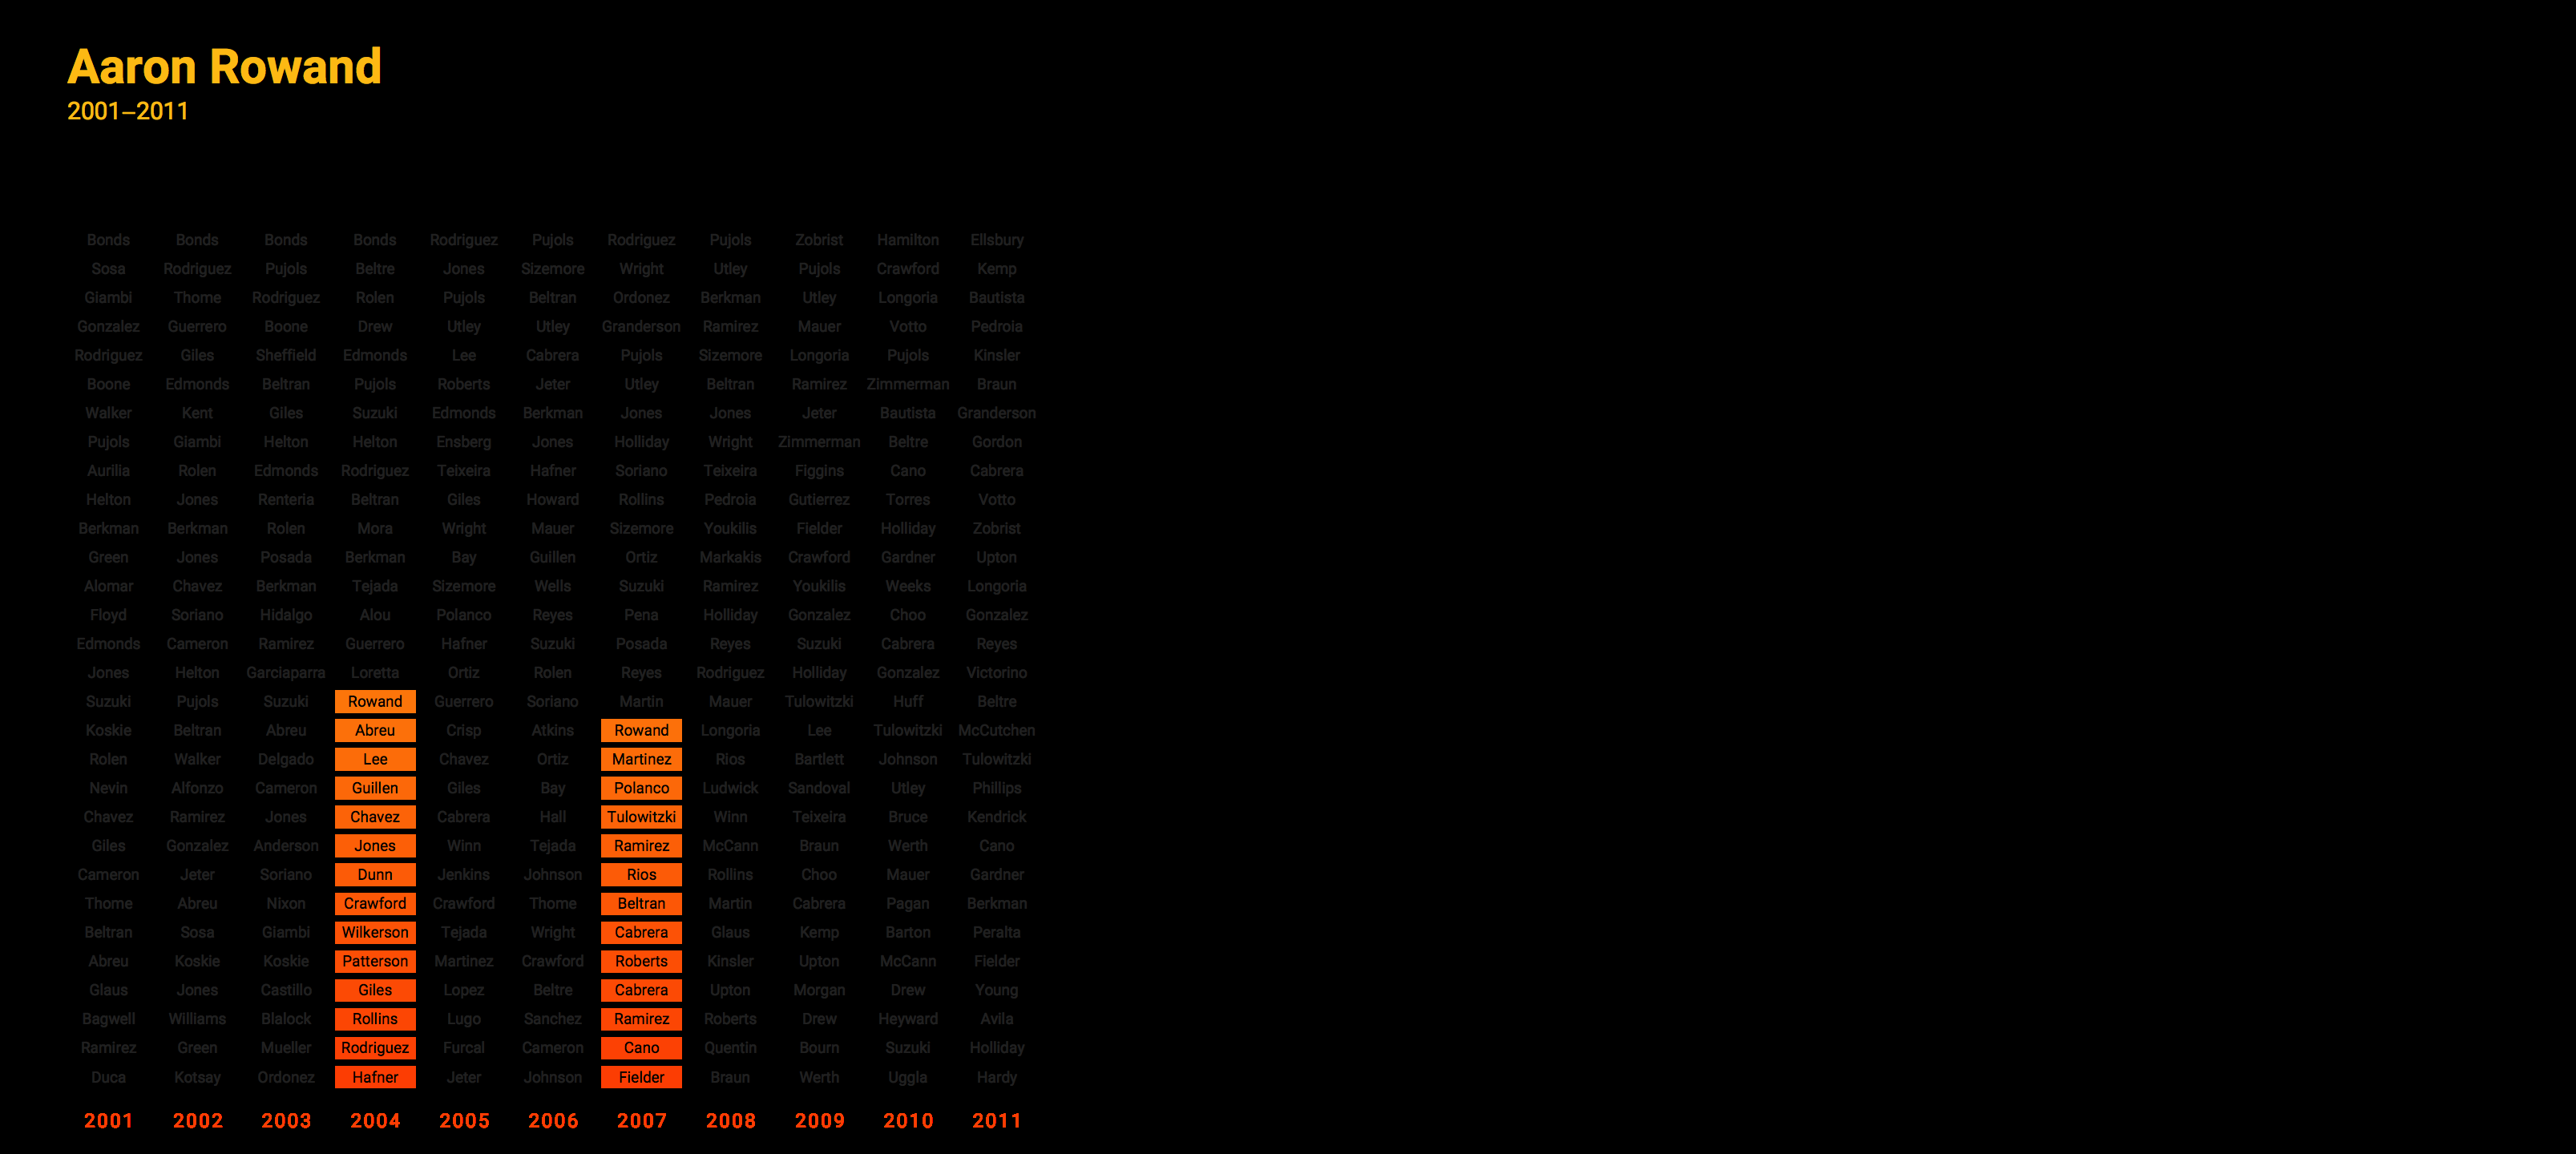 Aaron Rowand
2001–2011
Bonds Bonds Bonds Bonds Rodriguez Pujols Rodriguez Pujols Zobrist Hamilton Ellsbury
Sosa Rodriguez Pujols Beltre Jones Sizemore Wright Utley Pujols Crawford Kemp
Giambi Thome Rodriguez Rolen Pujols Beltran Ordonez Berkman Utley Longoria Bautista
Gonzalez Guerrero Boone Drew Utley Utley Granderson Ramirez Mauer Votto Pedroia
Rodriguez Giles Sheffield Edmonds Lee Cabrera Pujols Sizemore Longoria Pujols Kinsler
Boone Edmonds Beltran Pujols Roberts Jeter Utley Beltran Ramirez Zimmerman Braun
Walker Kent Giles Suzuki Edmonds Berkman Jones Jones Jeter Bautista Granderson
Pujols Giambi Helton Helton Ensberg Jones Holliday Wright Zimmerman Beltre Gordon
Aurilia Rolen Edmonds Rodriguez Teixeira Hafner Soriano Teixeira Figgins Cano Cabrera
Helton Jones Renteria Beltran Giles Howard Rollins Pedroia Gutierrez Torres Votto
Berkman Berkman Rolen Mora Wright Mauer Sizemore Youkilis Fielder Holliday Zobrist
Green Jones Posada Berkman Bay Guillen Ortiz Markakis Crawford Gardner Upton
Alomar Chavez Berkman Tejada Sizemore Wells Suzuki Ramirez Youkilis Weeks Longoria
Floyd Soriano Hidalgo Alou Polanco Reyes Pena Holliday Gonzalez Choo Gonzalez
Edmonds Cameron Ramirez Guerrero Hafner Suzuki Posada Reyes Suzuki Cabrera Reyes
Jones Helton Garciaparra Loretta Ortiz Rolen Reyes Rodriguez Holliday Gonzalez Victorino
Suzuki Pujols Suzuki Rowand Guerrero Soriano Martin Mauer Tulowitzki Huff Beltre
Koskie Beltran Abreu Abreu Crisp Atkins Rowand Longoria Lee Tulowitzki McCutchen
Rolen Walker Delgado Lee Chavez Ortiz Martinez Rios Bartlett Johnson Tulowitzki
Nevin Alfonzo Cameron Guillen Giles Bay Polanco Ludwick Sandoval Utley Phillips
Chavez Ramirez Jones Chavez Cabrera Hall Tulowitzki Winn Teixeira Bruce Kendrick
Giles Gonzalez Anderson Jones Winn Tejada Ramirez McCann Braun Werth Cano
Cameron Jeter Soriano Dunn Jenkins Johnson Rios Rollins Choo Mauer Gardner
Thome Abreu Nixon Crawford Crawford Thome Beltran Martin Cabrera Pagan Berkman
Beltran Sosa Giambi Wilkerson Tejada Wright Cabrera Glaus Kemp Barton Peralta
Abreu Koskie Koskie Patterson Martinez Crawford Roberts Kinsler Upton McCann Fielder
Glaus Jones Castillo Giles Lopez Beltre Cabrera Upton Morgan Drew Young
Bagwell Williams Blalock Rollins Lugo Sanchez Ramirez Roberts Drew Heyward Avila
Ramirez Green Mueller Rodriguez Furcal Cameron Cano Quentin Bourn Suzuki Holliday
Duca Kotsay Ordonez Hafner Jeter Johnson Fielder Braun Werth Uggla Hardy
2001 2002 2003 2004 2005 2006 2007 2008 2009 2010 2011